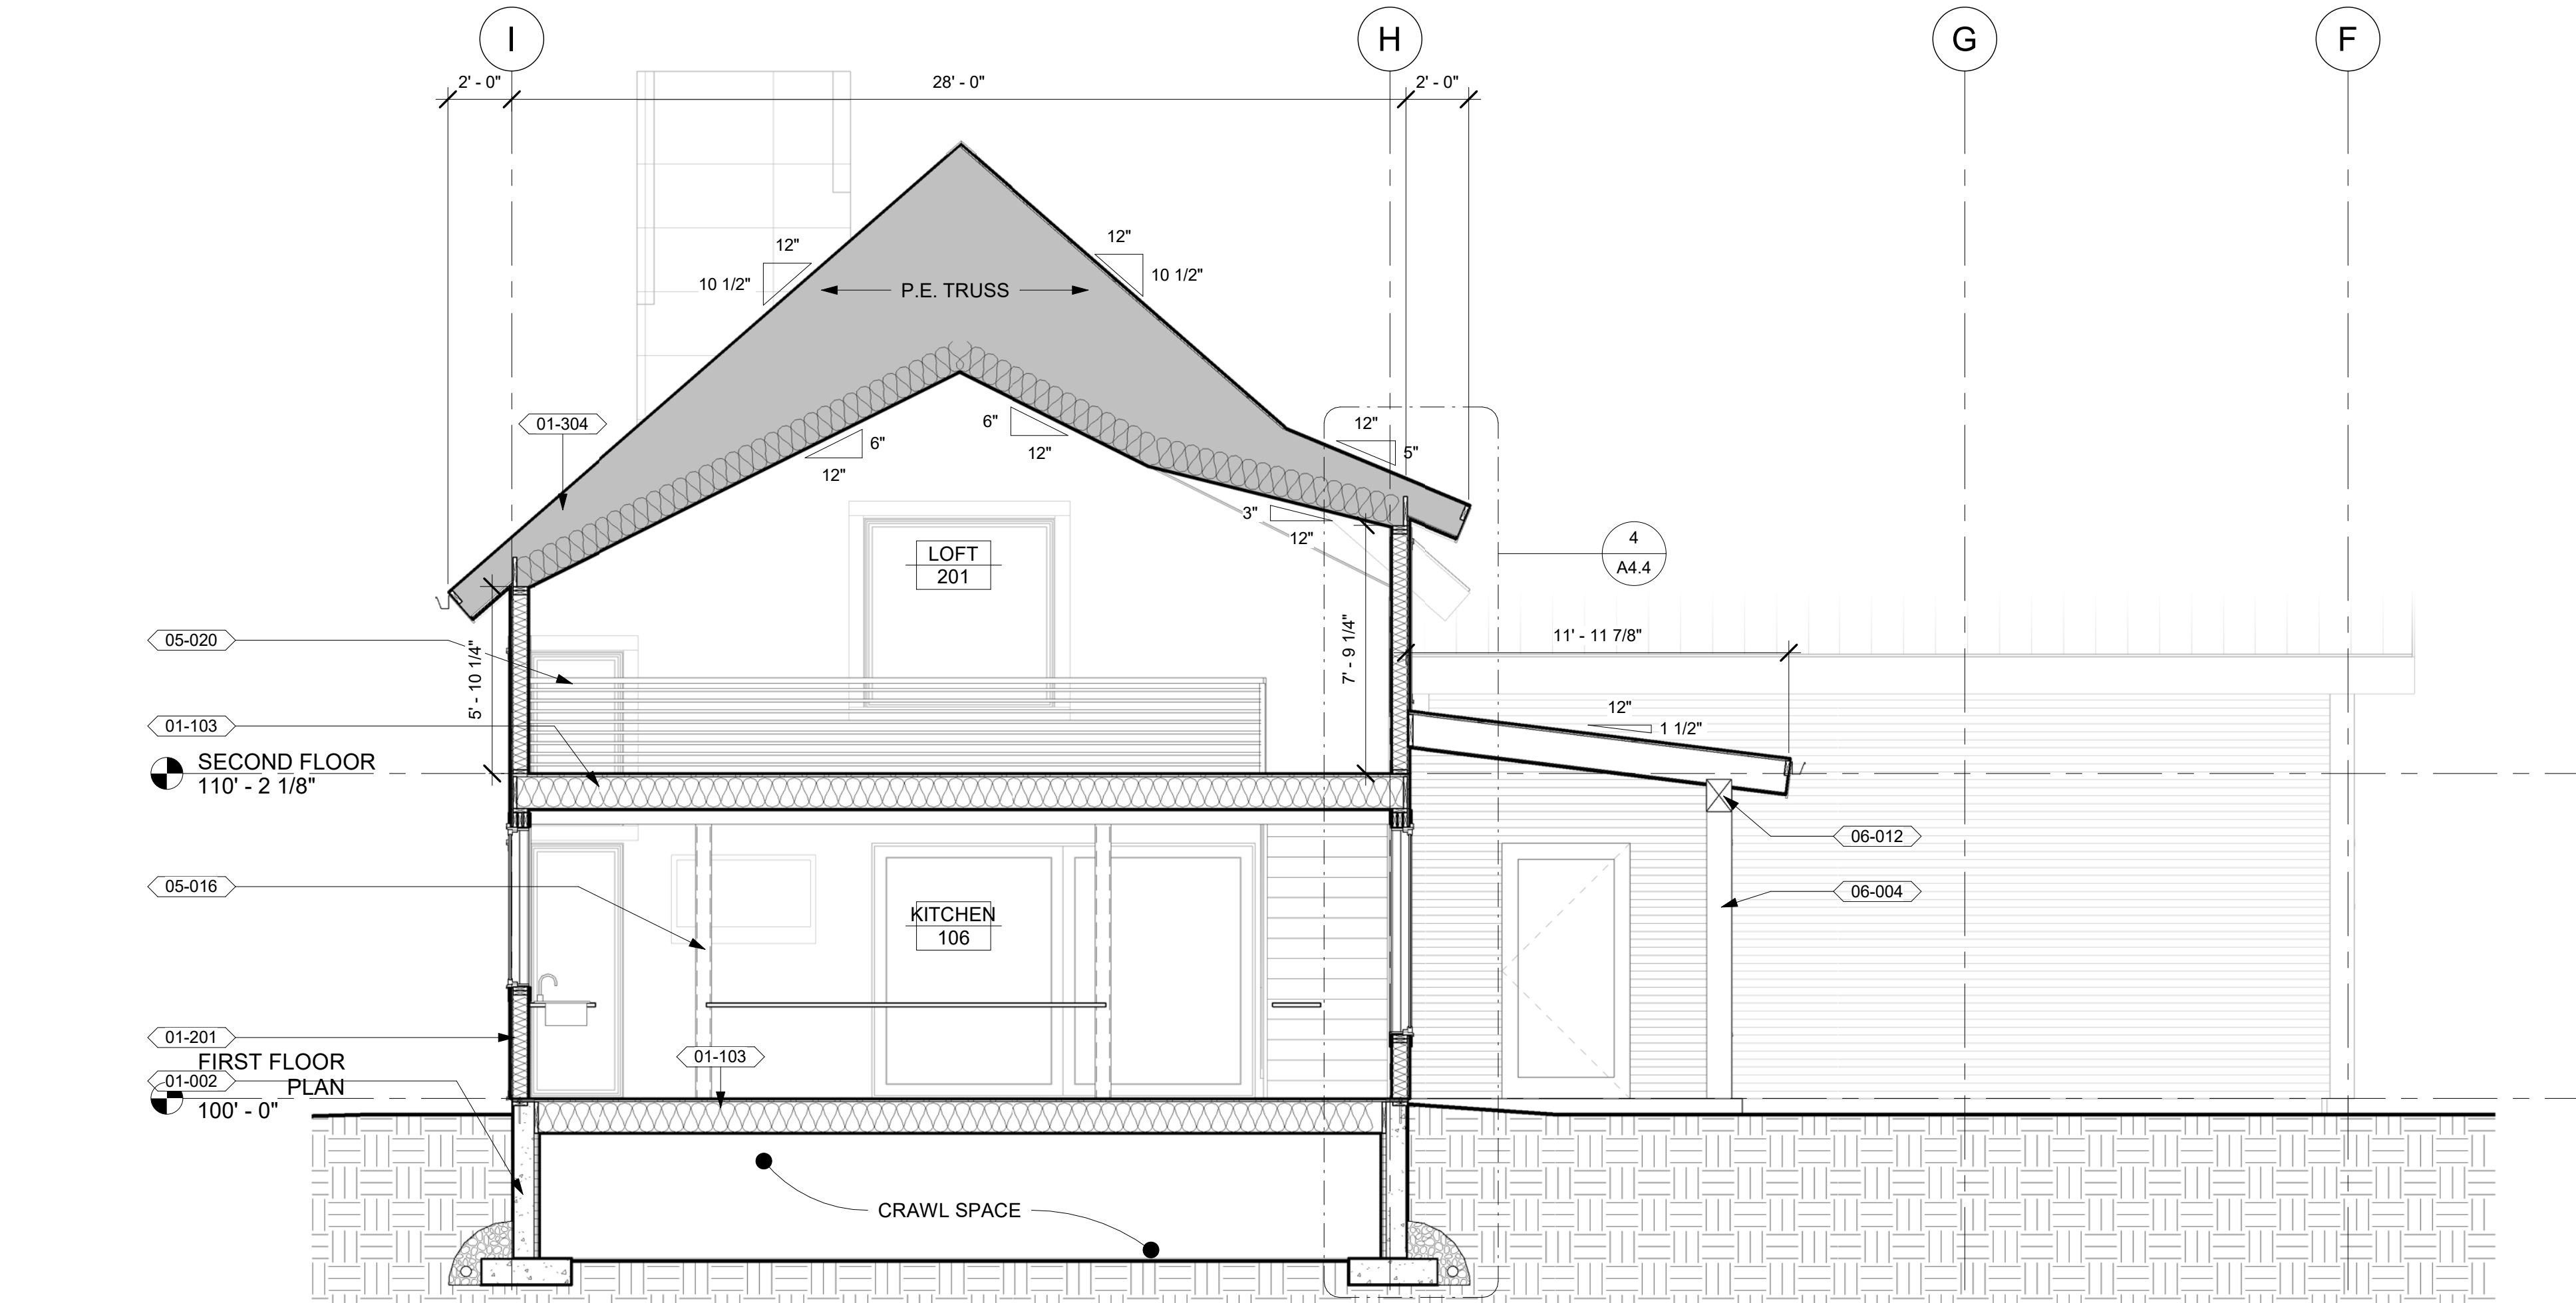 I
H
G
F
2' - 0"
28' - 0"
2' - 0"
12"
10 1/2"
12"
10 1/2"
P.E. TRUSS
01-304
6"
12"
6"
12"
12"
5"
3"
12"
LOFT
201
4
A4.4
05-020
5' - 10 1/4"
7' - 9 1/4"
11' - 11 7/8"
12"
1 1/2"
01-103
SECOND FLOOR
110' - 2 1/8"
06-012
05-016
06-004
KITCHEN
106
01-201
01-103
FIRST FLOOR
PLAN
01-002
100' - 0"
CRAWL SPACE